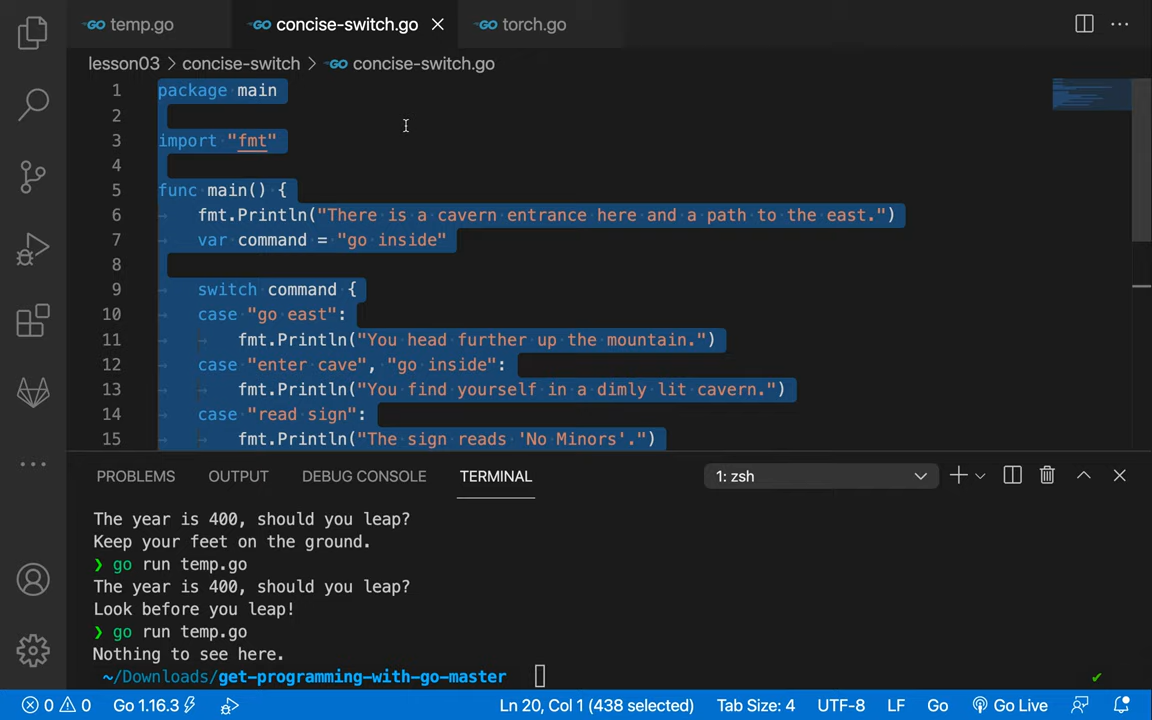 temp.go concise-switch.go torch.go
lesson03 > concise-switch > concise-switch.go
1 package main
2
3 import "fmt"
4
5 func main() {
6 fmt.Println("There is a cavern entrance here and a path to the east.")
7 var command = "go inside"
8
9 switch command {
10 case "go east":
11 fmt.Println("You head further up the mountain.")
12 case "enter cave", "go inside":
13 fmt.Println("You find yourself in a dimly lit cavern.")
14 case "read sign":
15 fmt.Println("The sign reads 'No Minors'.")
PROBLEMS OUTPUT DEBUG CONSOLE TERMINAL 1: zsh
The year is 400, should you leap?
Keep your feet on the ground.
❯ go run temp.go
The year is 400, should you leap?
Look before you leap!
❯ go run temp.go
Nothing to see here.
~/Downloads/get-programming-with-go-master
0 0 Go 1.16.3 Ln 20, Col 1 (438 selected) Tab Size: 4 UTF-8 LF Go Go Live